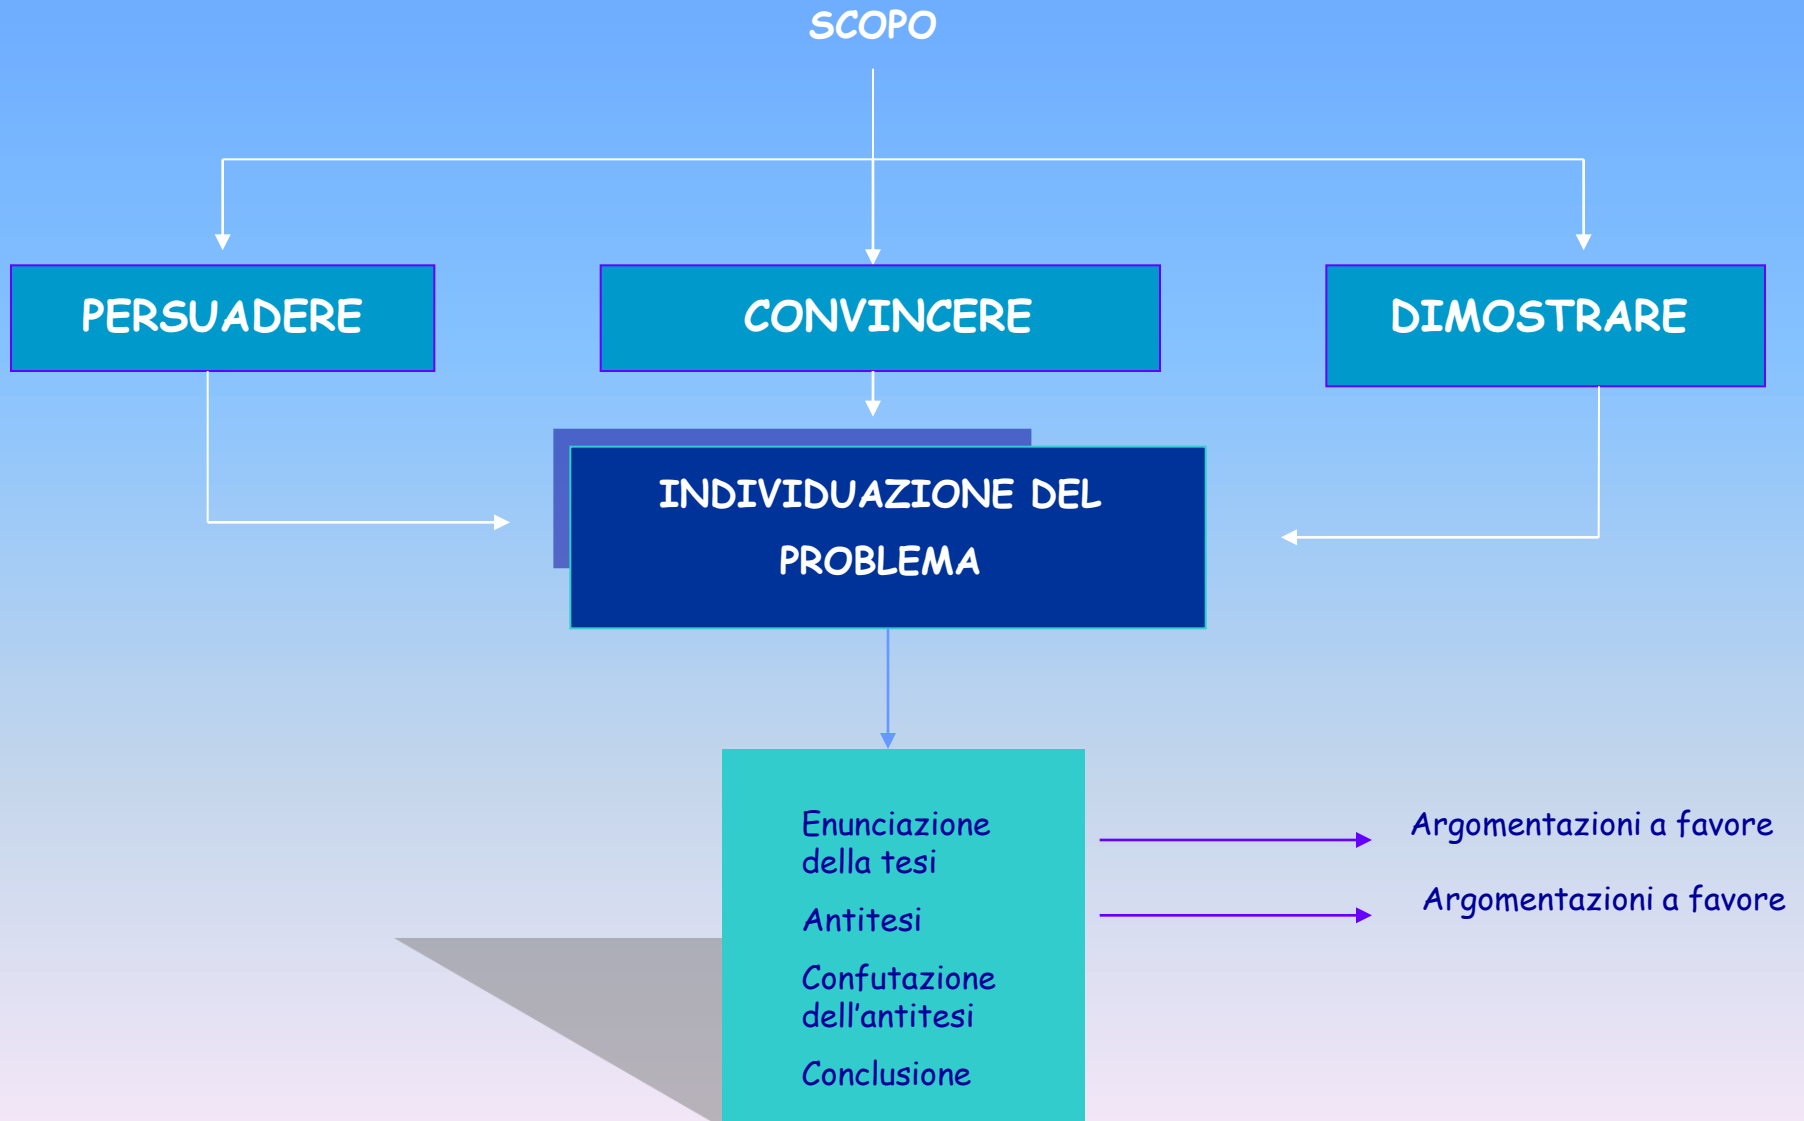 SCOPO
PERSUADERE
CONVINCERE
DIMOSTRARE
INDIVIDUAZIONE DEL
PROBLEMA
Enunciazione
della tesi
Argomentazioni a favore
Antitesi
Argomentazioni a favore
Confutazione
dell'antitesi
Conclusione